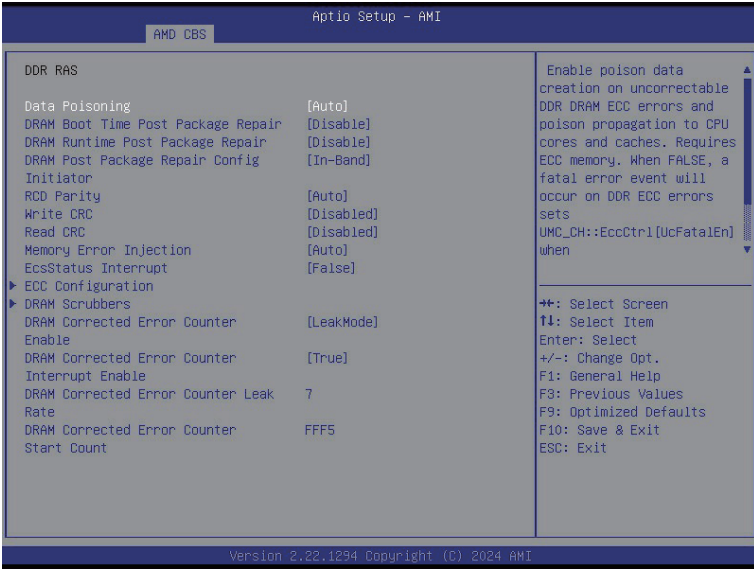 Aptio Setup – AMI
AMD CBS
DDR RAS
Data Poisoning [Auto]
DRAM Boot Time Post Package Repair [Disable]
DRAM Runtime Post Package Repair [Disable]
DRAM Post Package Repair Config [In-Band]
Initiator
RCD Parity [Auto]
Write CRC [Disabled]
Read CRC [Disabled]
Memory Error Injection [Auto]
EcsStatus Interrupt [False]
ECC Configuration
DRAM Scrubbers
DRAM Corrected Error Counter [LeakMode]
Enable
DRAM Corrected Error Counter [True]
Interrupt Enable
DRAM Corrected Error Counter Leak 7
Rate
DRAM Corrected Error Counter FFF5
Start Count
Enable poison data
creation on uncorrectable
DDR DRAM ECC errors and
poison propagation to CPU
cores and caches. Requires
ECC memory. When FALSE, a
fatal error event will
occur on DDR ECC errors
sets
UMC_CH::EccCtrl[UcFatalEn]
when
→←: Select Screen
↑↓: Select Item
Enter: Select
+/-: Change Opt.
F1: General Help
F3: Previous Values
F9: Optimized Defaults
F10: Save & Exit
ESC: Exit
Version 2.22.1294 Copyright (C) 2024 AMI